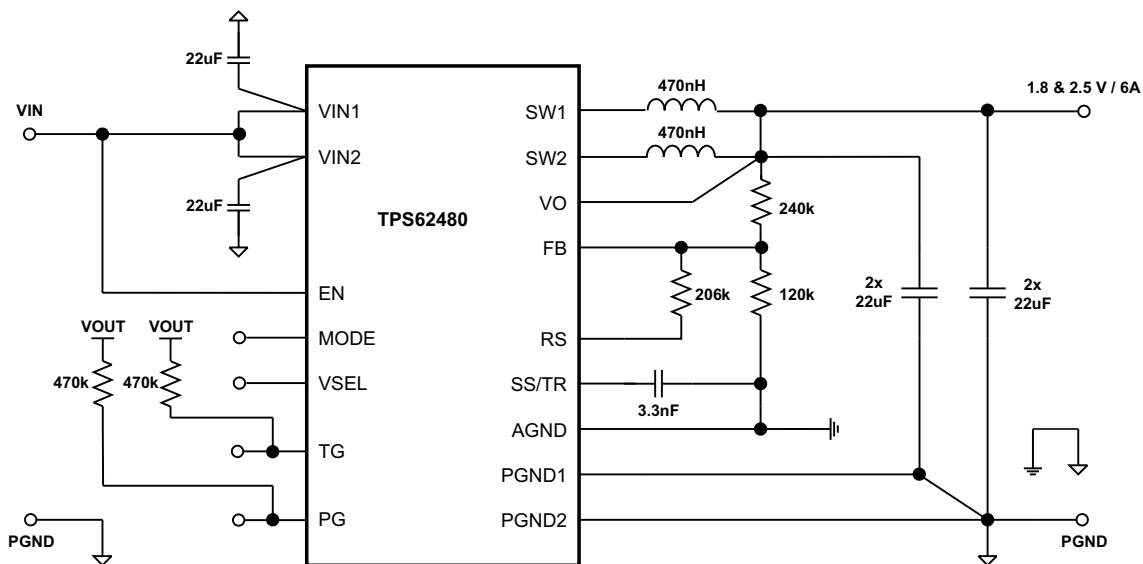 22uF
VIN
VIN1
VIN2
22uF
TPS62480
EN
MODE
VSEL
TG
PG
VOUT
VOUT
470k
470k
PGND
SW1
SW2
VO
FB
RS
SS/TR
AGND
PGND1
PGND2
470nH
470nH
1.8 & 2.5 V / 6A
240k
206k
120k
3.3nF
2x
22uF
2x
22uF
PGND